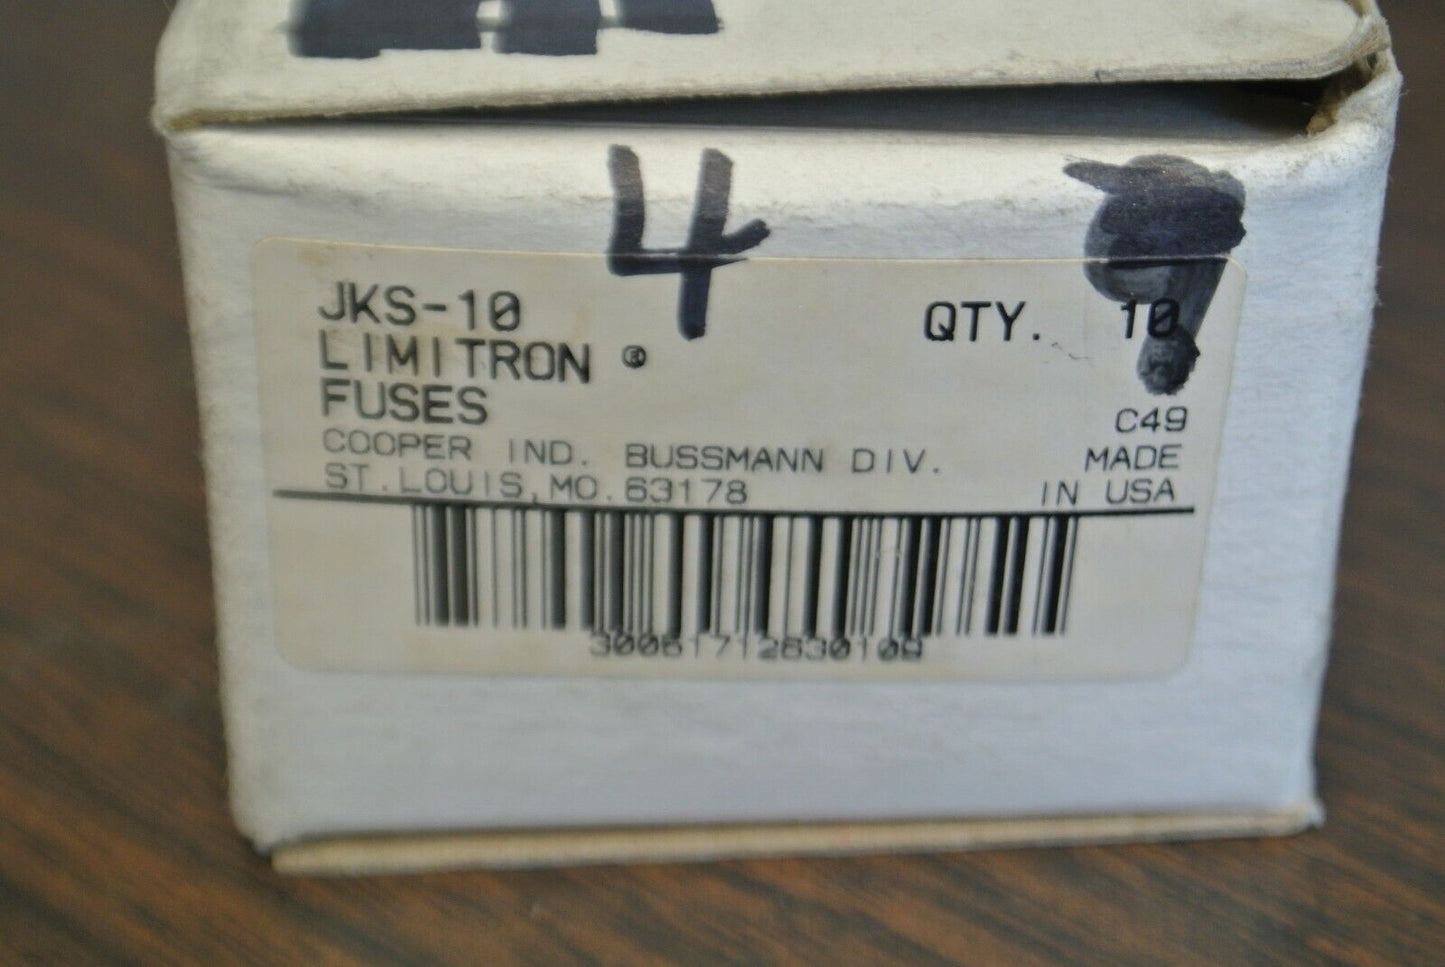 4
JKS-10
QTY. 10
LIMITRON ®
FUSES
C49
COOPER IND. BUSSMANN DIV.
MADE
ST. LOUIS, MO. 63178
IN USA
30051712630109